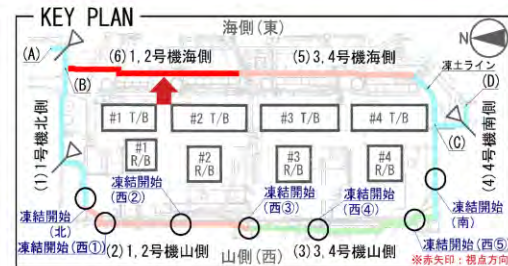 KEY PLAN
海側(東)
N
(A)
(6)1,2号機海側
(5)3,4号機海側
凍土ライン
(B)
(D)
#1 T/B
#2 T/B
#3 T/B
#4 T/B
(C)
(1)1号機北側
#1
R/B
#2
R/B
#3
R/B
#4
R/B
(4)4号機南側
凍結開始
(北)
凍結開始
(西②)
凍結開始
(西③)
凍結開始
(西④)
凍結開始
(南)
凍結開始(西①)
(2)1,2号機山側
山側(西)
(3)3,4号機山側
凍結開始(西⑤)
※赤矢印:視点方向